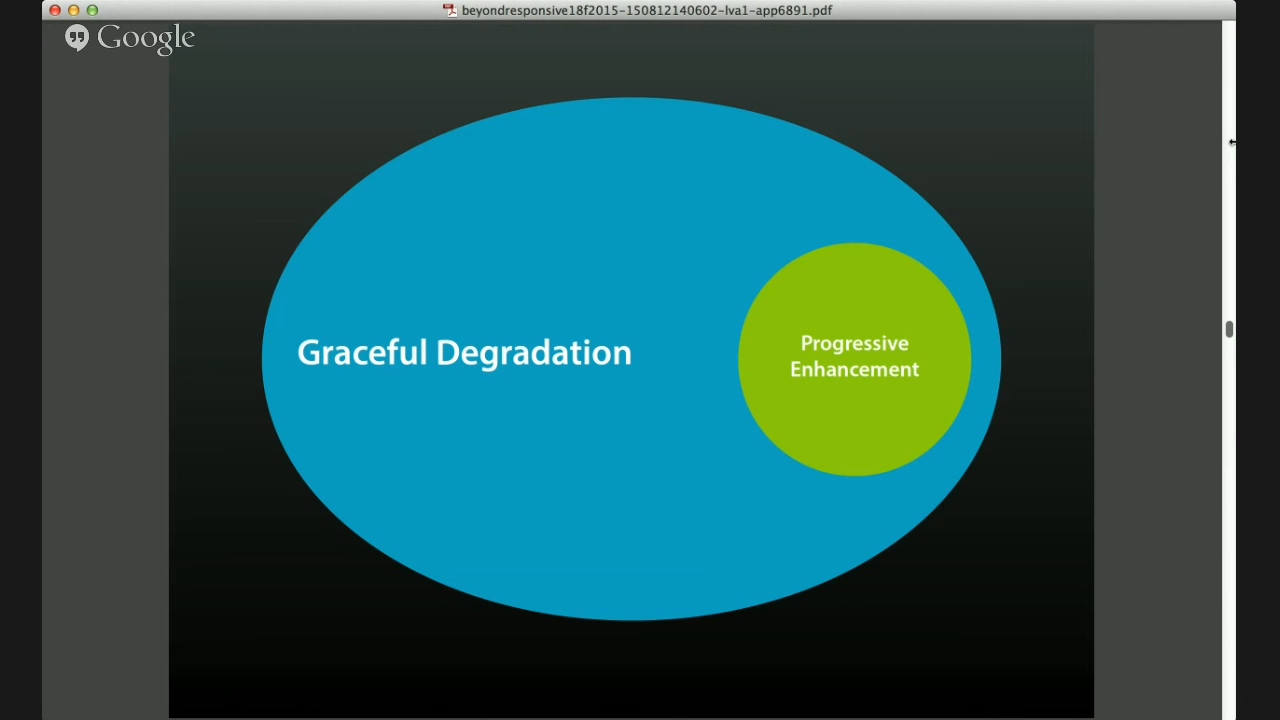 beyondresponsive18f2015-150812140602-lva1-app6891.pdf
Google
Graceful Degradation
Progressive
Enhancement